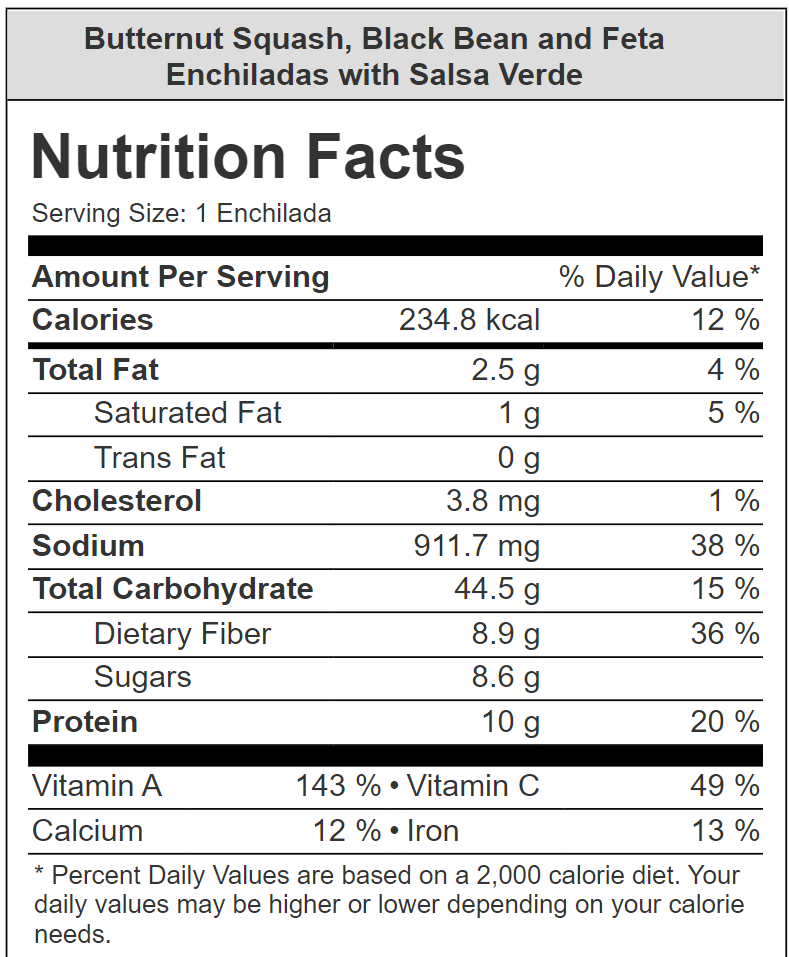 Butternut Squash, Black Bean and Feta
Enchiladas with Salsa Verde
Nutrition Facts
Serving Size: 1 Enchilada
Amount Per Serving % Daily Value*
Calories 234.8 kcal 12 %
Total Fat 2.5 g 4 %
Saturated Fat 1 g 5 %
Trans Fat 0 g
Cholesterol 3.8 mg 1 %
Sodium 911.7 mg 38 %
Total Carbohydrate 44.5 g 15 %
Dietary Fiber 8.9 g 36 %
Sugars 8.6 g
Protein 10 g 20 %
Vitamin A 143 % • Vitamin C 49 %
Calcium 12 % • Iron 13 %
* Percent Daily Values are based on a 2,000 calorie diet. Your
daily values may be higher or lower depending on your calorie
needs.